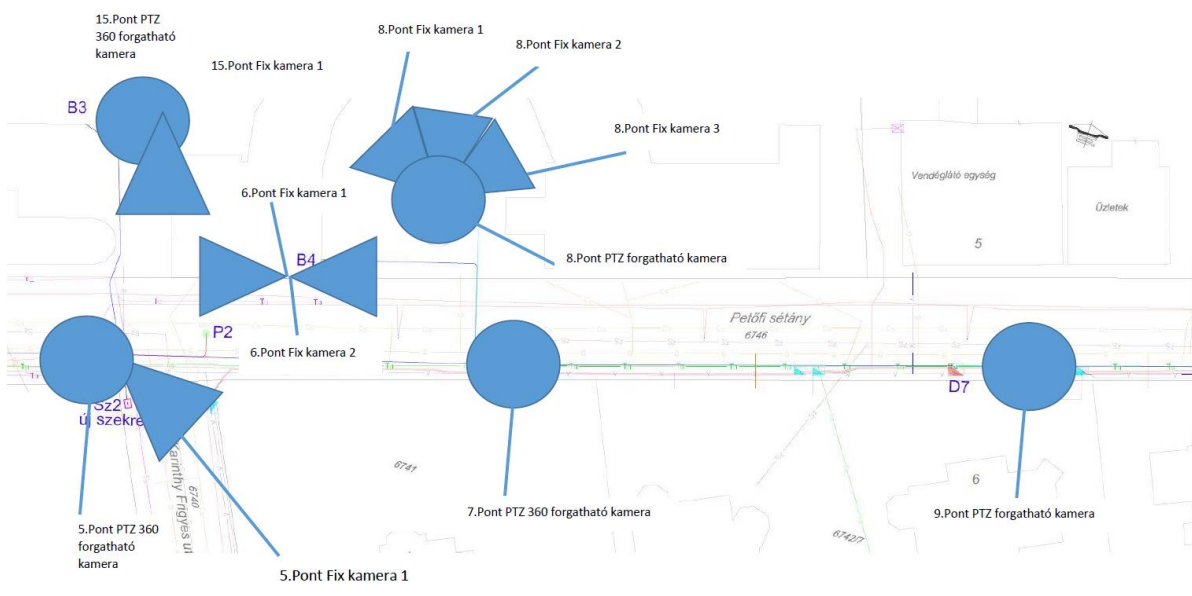 15.Pont PTZ
360 forgatható
kamera
15.Pont Fix kamera 1
8.Pont Fix kamera 1
8.Pont Fix kamera 2
8.Pont Fix kamera 3
B3
6.Pont Fix kamera 1
B4
8.Pont PTZ forgatható kamera
Vendéglátó egység
Üzletek
5
Petőfi sétány
6746
P2
6.Pont Fix kamera 2
D7
Sz2
új szekré
Karinthy Frigyes ut
6740
6741
6
6742/7
7.Pont PTZ 360 forgatható kamera
9.Pont PTZ forgatható kamera
5.Pont PTZ 360
forgatható
kamera
5.Pont Fix kamera 1